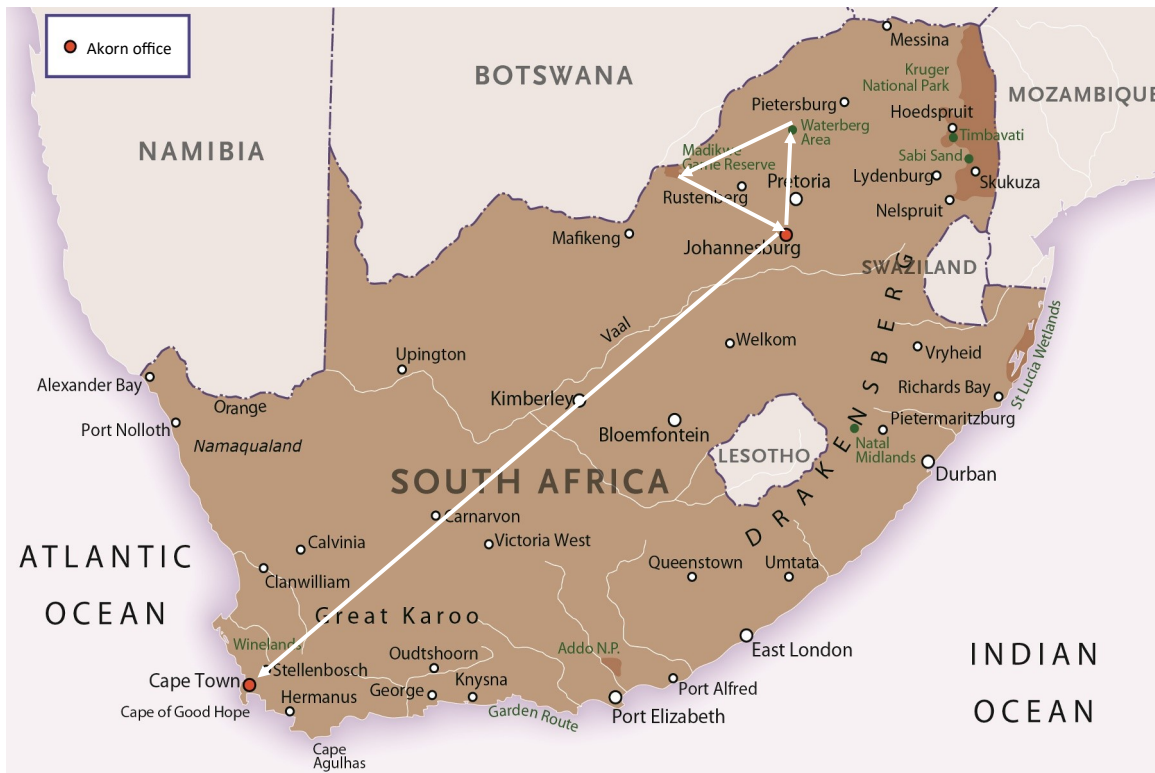 Akorn office
Messina
BOTSWANA
Kruger
National Park
MOZAMBIQUE
Pietersburg
Hoedspruit
NAMIBIA
Waterberg
Area
Timbavati
Madikwe
Game Reserve
Sabi Sand
Pretoria
Lydenburg
Skukuza
Rustenberg
Nelspruit
Mafikeng
Johannesburg
SWAZILAND
Vaal
Welkom
Upington
Vryheid
St Lucia Wetlands
Alexander Bay
Richards Bay
Orange
Kimberley
Pietermaritzburg
Port Nolloth
Namaqualand
Bloemfontein
Natal
Midlands
LESOTHO
DRAKENSBERG
Durban
SOUTH AFRICA
Carnarvon
Calvinia
Victoria West
ATLANTIC
OCEAN
Clanwilliam
Queenstown
Umtata
Great Karoo
Winelands
Oudtshoorn
Addo N.P.
East London
INDIAN
OCEAN
Stellenbosch
Cape Town
Hermanus
George
Knysna
Port Alfred
Cape of Good Hope
Garden Route
Port Elizabeth
Cape
Agulhas